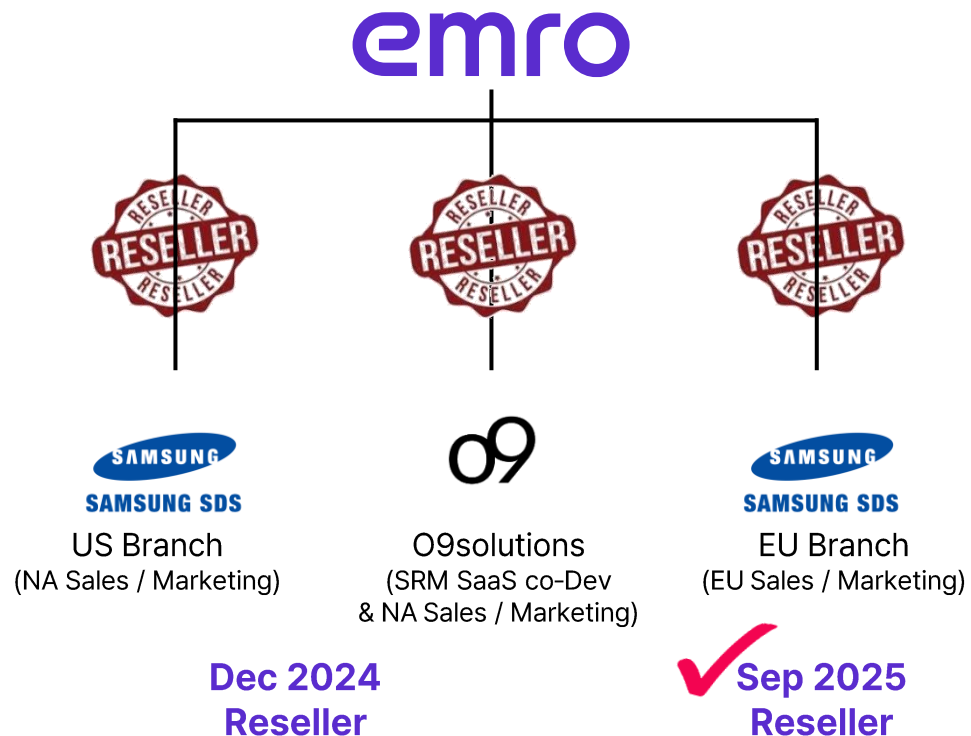 emro
RESELLER
RESELLER
RESELLER
RESELLER
RESELLER
RESELLER
RESELLER
RESELLER
RESELLER
SAMSUNG
SAMSUNG SDS
US Branch
(NA Sales / Marketing)
o9
O9solutions
(SRM SaaS co-Dev
& NA Sales / Marketing)
SAMSUNG
SAMSUNG SDS
EU Branch
(EU Sales / Marketing)
Dec 2024
Reseller
Sep 2025
Reseller